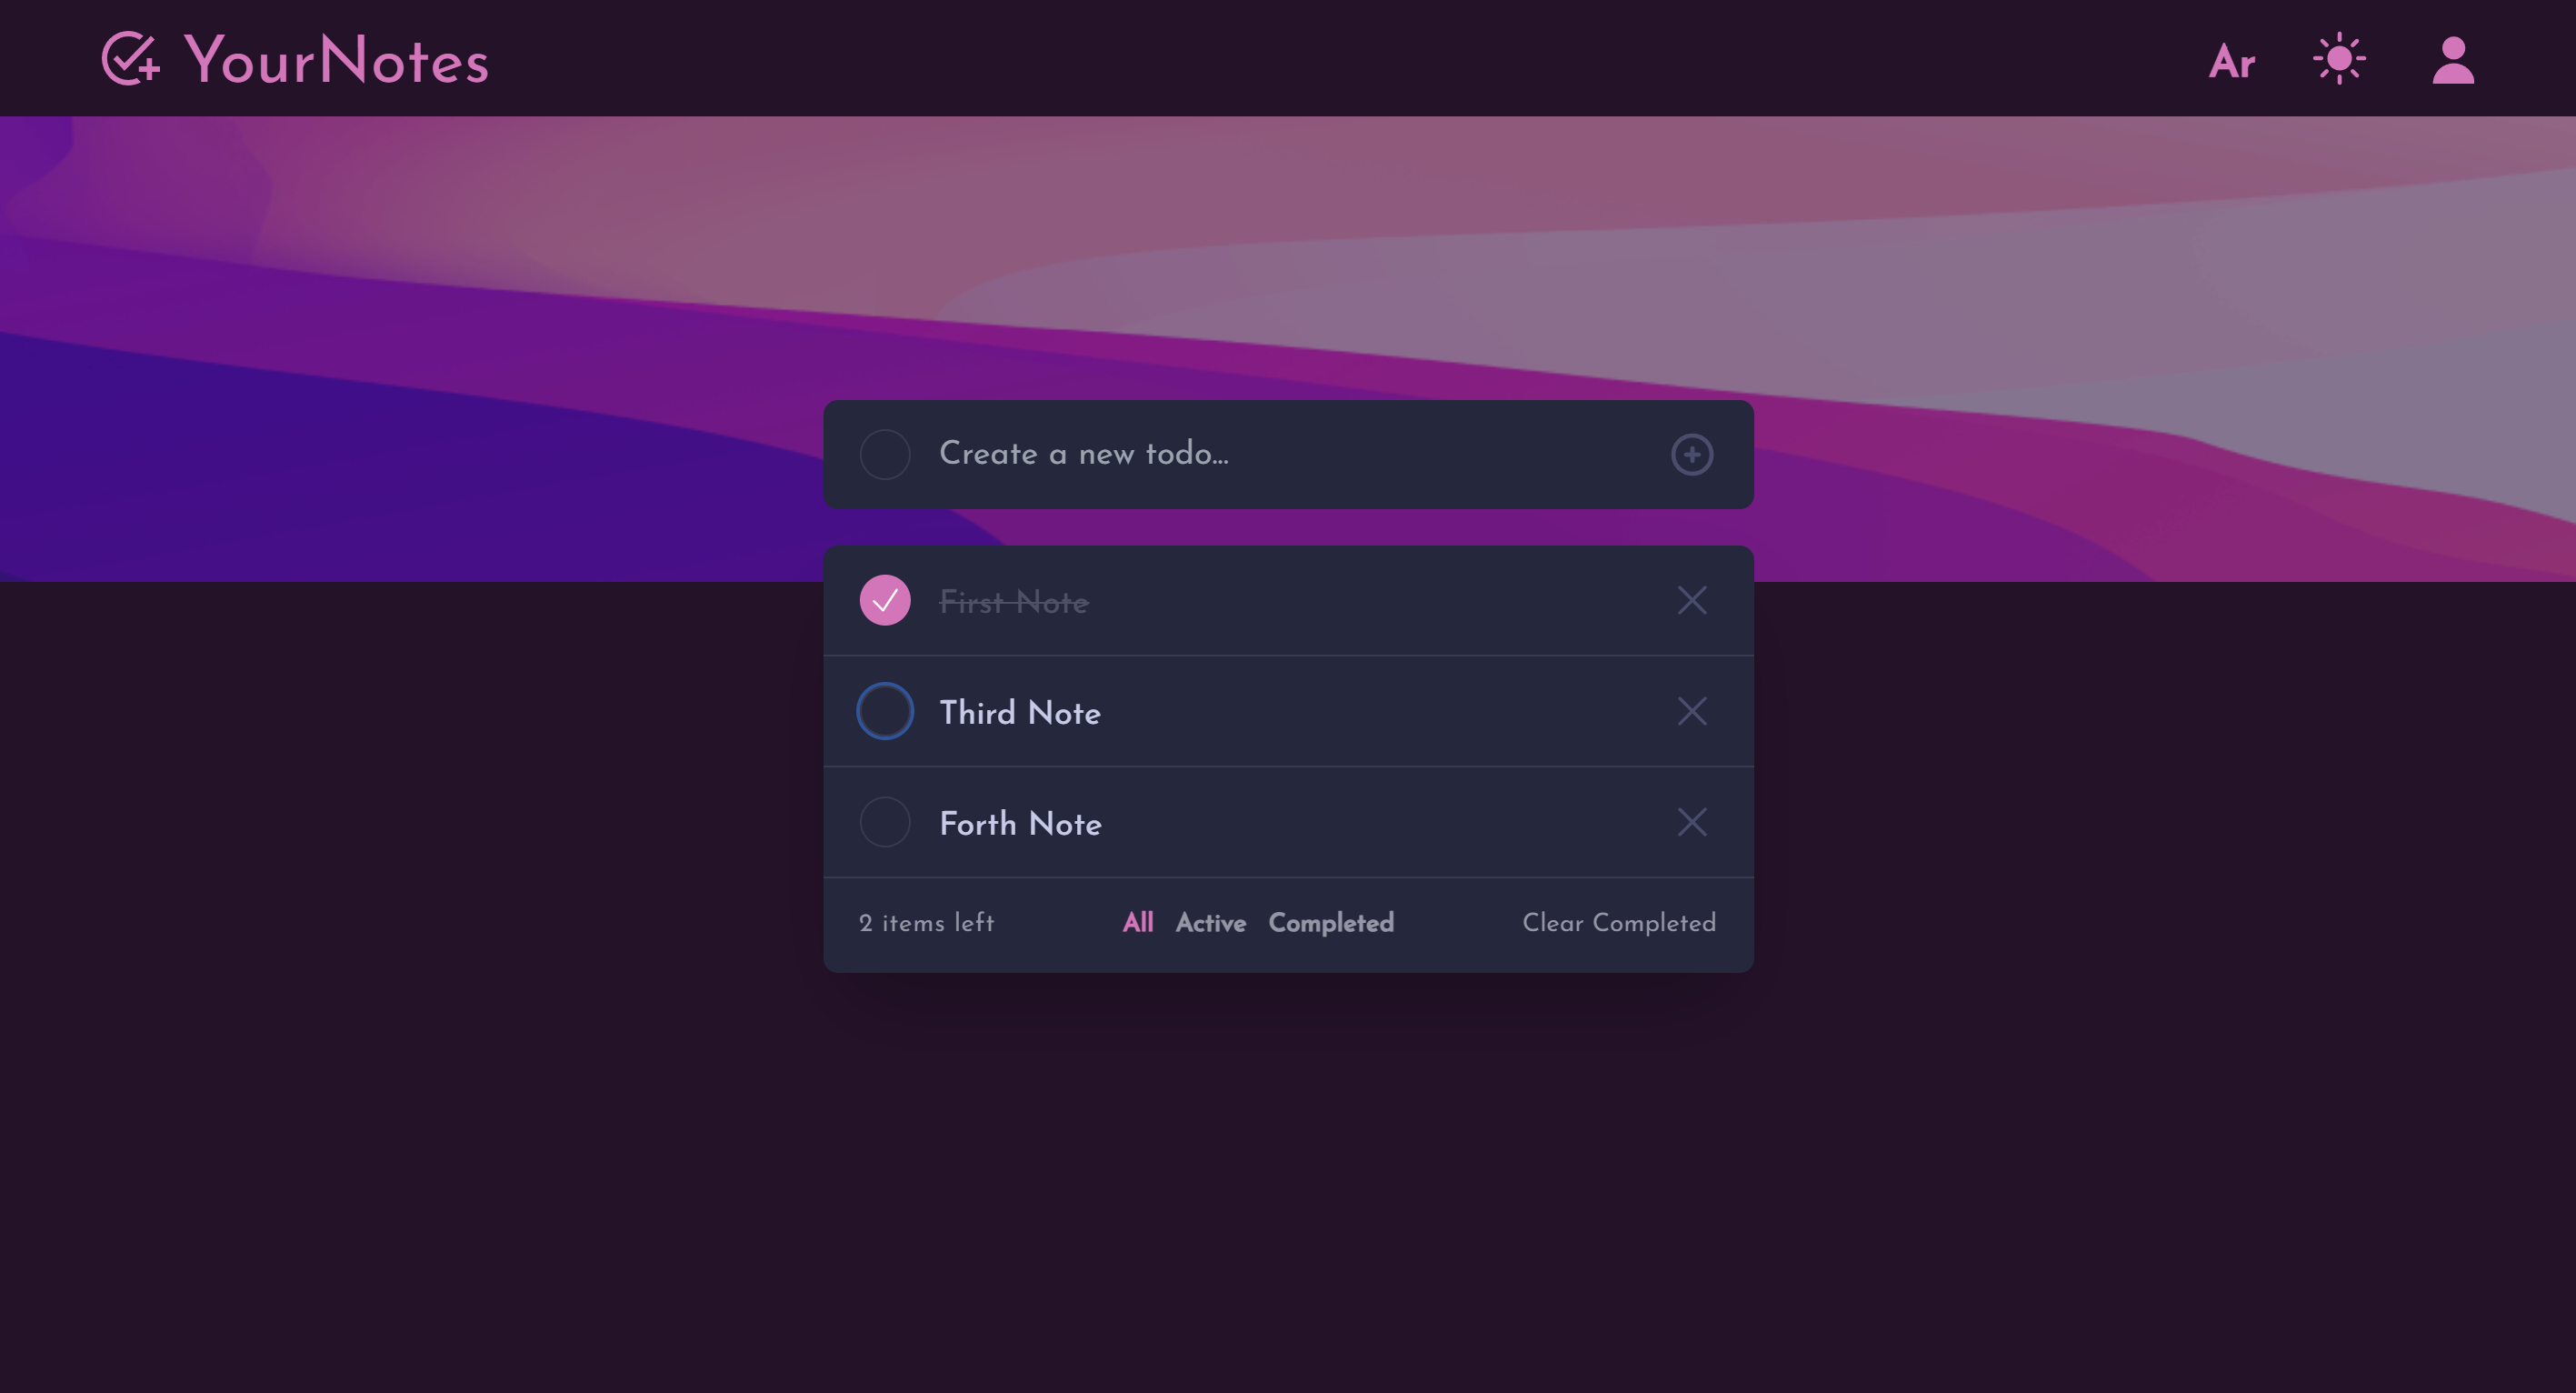 YourNotes
Ar
Create a new todo...
First Note
Third Note
Forth Note
2 items left All Active Completed Clear Completed